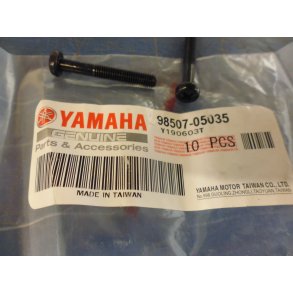 YAMAHA
GENUINE
Parts & Accessories
98507-05035
Y190603T
10 PCS
MADE IN TAIWAN
YAMAHA MOTOR TAIWAN CO., LTD.